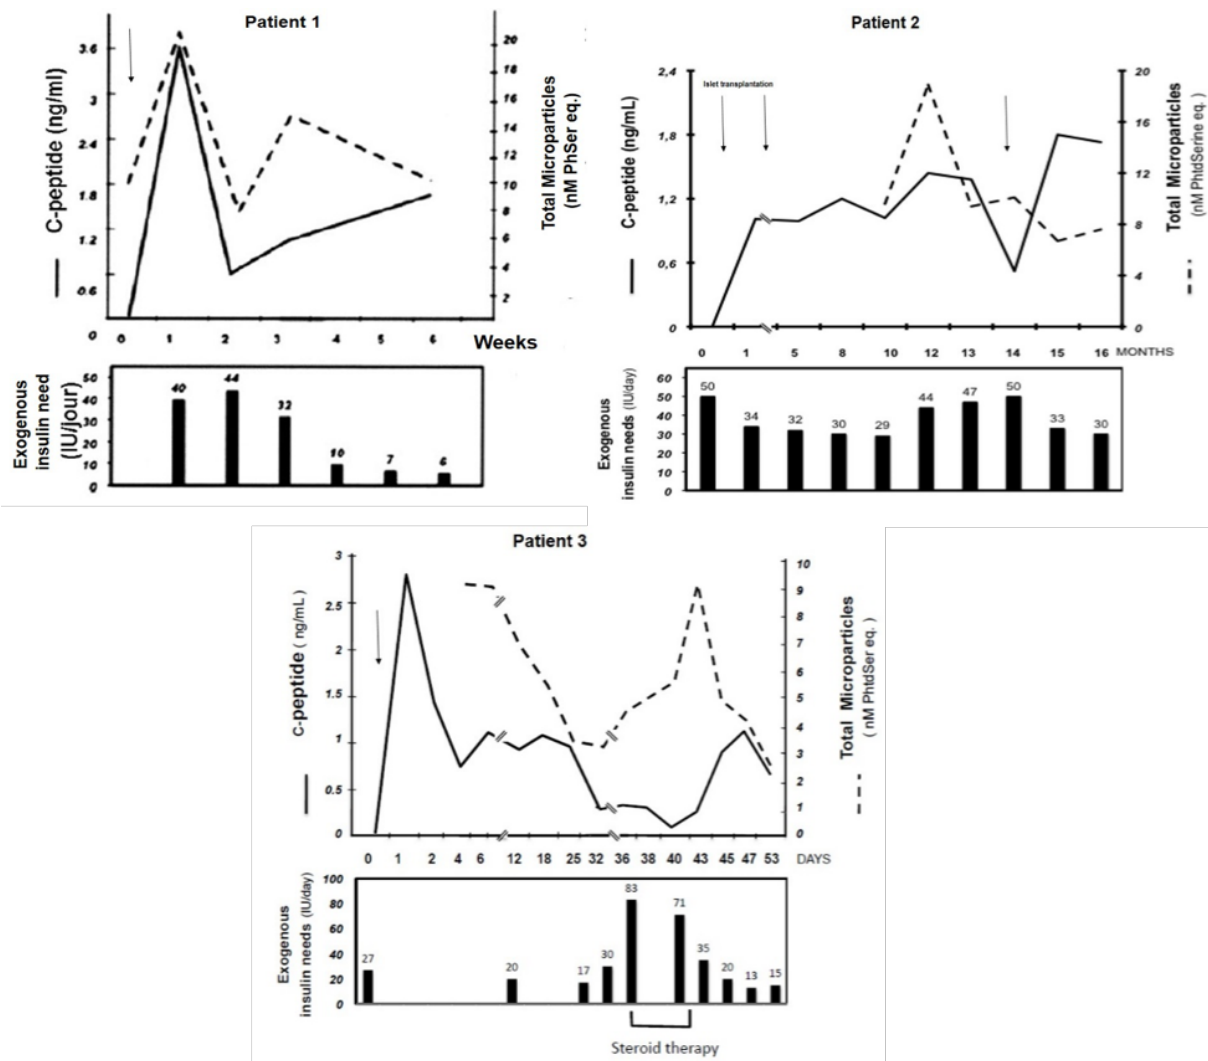 Patient 1
C-peptide (ng/ml)
3.6
3
2.4
1.8
1.2
0.6
0
20
18
16
14
12
10
8
6
4
2
Total Microparticles
(nM PhSer eq.)
0 1 2 3 4 5 6 Weeks
Exogenous
insulin need
(IU/jour)
50
40
30
20
10
0
40 44 32 10 7 6
Patient 2
Islet transplantation
C-peptide (ng/mL)
2,4
1,8
1,2
0,6
0
20
16
12
8
4
0
Total Microparticles
(nM PhtdSerine eq.)
0 1 5 8 10 12 13 14 15 16 MONTHS
Exogenous
insulin needs (IU/day)
60
50
40
30
20
10
0
50 34 32 30 29 44 47 50 33 30
Patient 3
C-peptide ( ng/mL )
3
2.5
2
1.5
1
0.5
0
10
9
8
7
6
5
4
3
2
1
0
Total Microparticles
( nM PhtdSer eq. )
0 1 2 4 6 12 18 25 32 36 38 40 43 45 47 53 DAYS
Exogenous
insulin needs (IU/day)
100
80
60
40
20
0
27 20 17 30 83 71 35 20 13 15
Steroid therapy